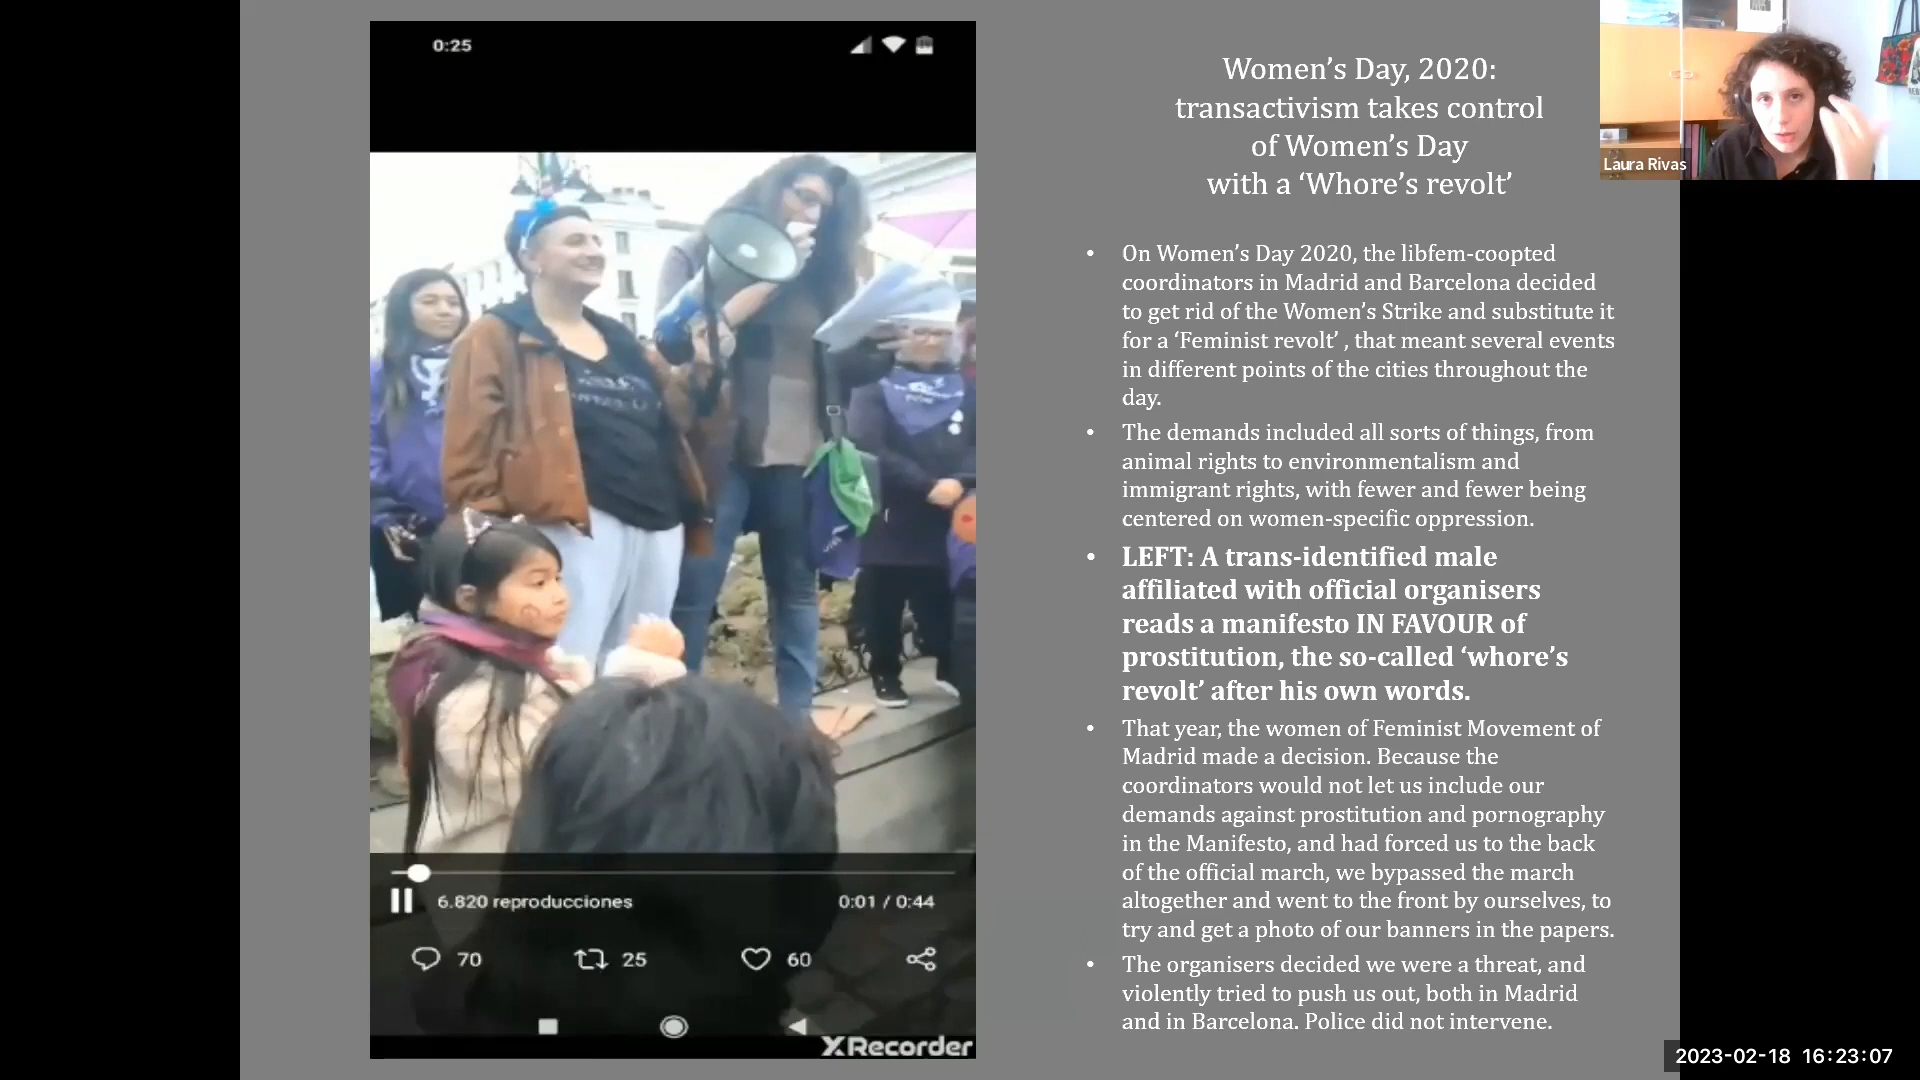 0:25
6.820 reproducciones
0:01 / 0:44
70
25
60
XRecorder
Women's Day, 2020:
transactivism takes control
of Women's Day
with a 'Whore's revolt'
• On Women's Day 2020, the libfem-coopted
coordinators in Madrid and Barcelona decided
to get rid of the Women's Strike and substitute it
for a 'Feminist revolt' , that meant several events
in different points of the cities throughout the
day.
• The demands included all sorts of things, from
animal rights to environmentalism and
immigrant rights, with fewer and fewer being
centered on women-specific oppression.
• LEFT: A trans-identified male
affiliated with official organisers
reads a manifesto IN FAVOUR of
prostitution, the so-called 'whore's
revolt' after his own words.
• That year, the women of Feminist Movement of
Madrid made a decision. Because the
coordinators would not let us include our
demands against prostitution and pornography
in the Manifesto, and had forced us to the back
of the official march, we bypassed the march
altogether and went to the front by ourselves, to
try and get a photo of our banners in the papers.
• The organisers decided we were a threat, and
violently tried to push us out, both in Madrid
and in Barcelona. Police did not intervene.
Laura Rivas
2023-02-18 16:23:07